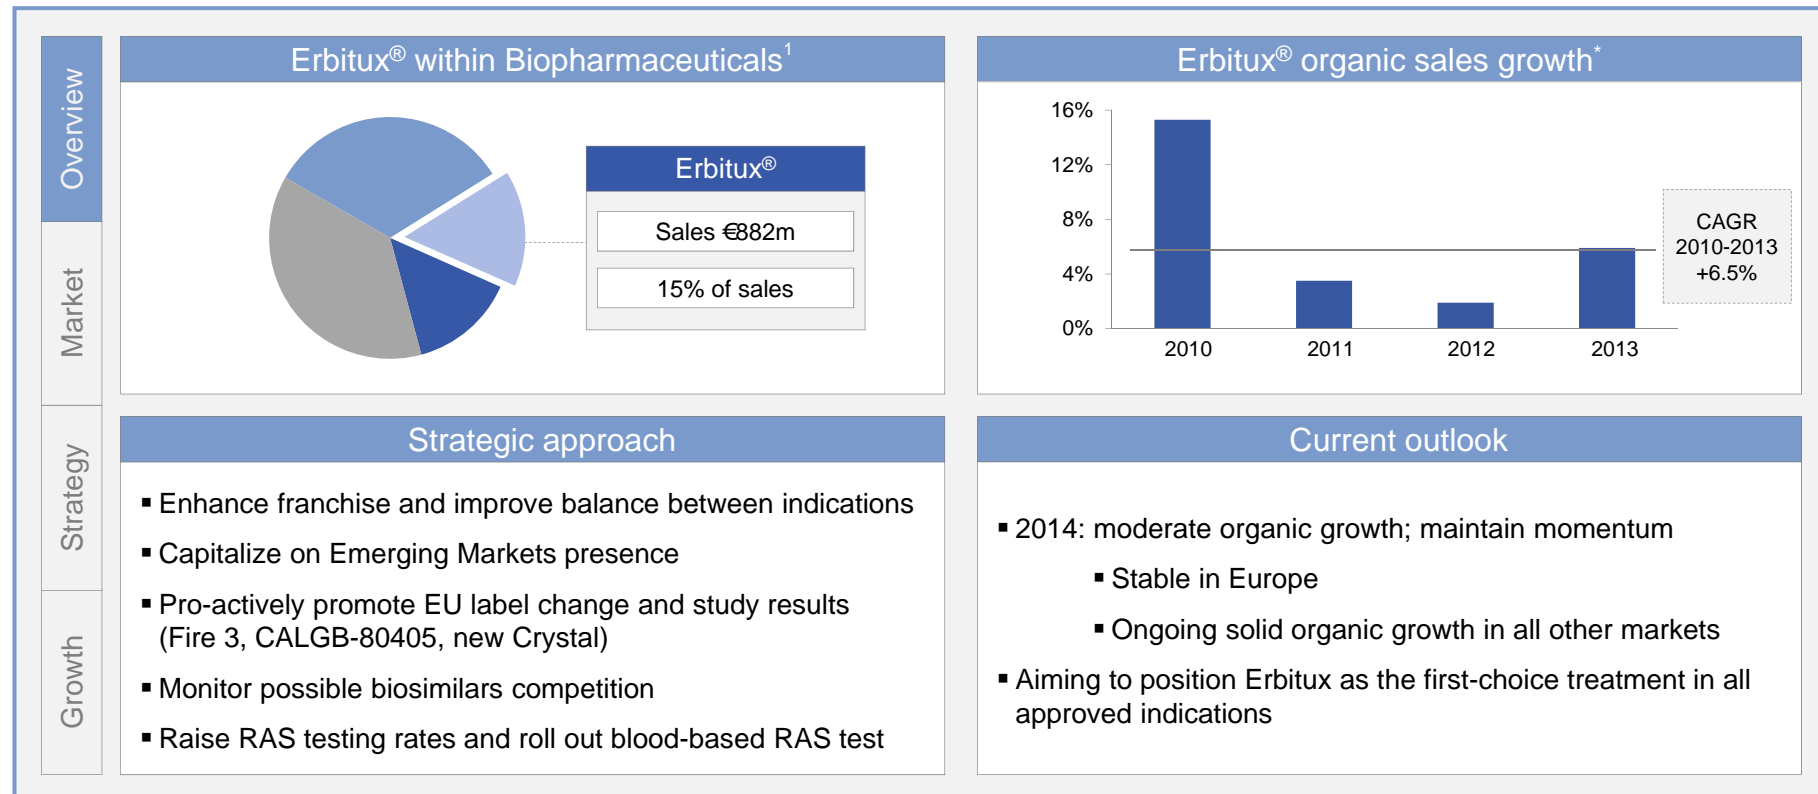 Overview
Market
Strategy
Growth
Erbitux® within Biopharmaceuticals¹
Erbitux®
Sales €882m
15% of sales
Erbitux® organic sales growth*
16%
12%
8%
4%
0%
2010
2011
2012
2013
CAGR
2010-2013
+6.5%
Strategic approach
▪ Enhance franchise and improve balance between indications
▪ Capitalize on Emerging Markets presence
▪ Pro-actively promote EU label change and study results
(Fire 3, CALGB-80405, new Crystal)
▪ Monitor possible biosimilars competition
▪ Raise RAS testing rates and roll out blood-based RAS test
Current outlook
▪ 2014: moderate organic growth; maintain momentum
▪ Stable in Europe
▪ Ongoing solid organic growth in all other markets
▪ Aiming to position Erbitux as the first-choice treatment in all
approved indications